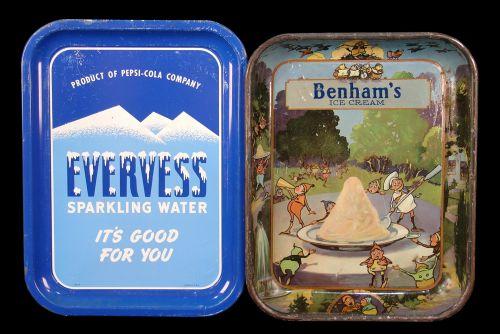 PRODUCT OF PEPSI-COLA COMPANY
EVERVESS
SPARKLING WATER
IT'S GOOD
FOR YOU
Benham's
ICE CREAM